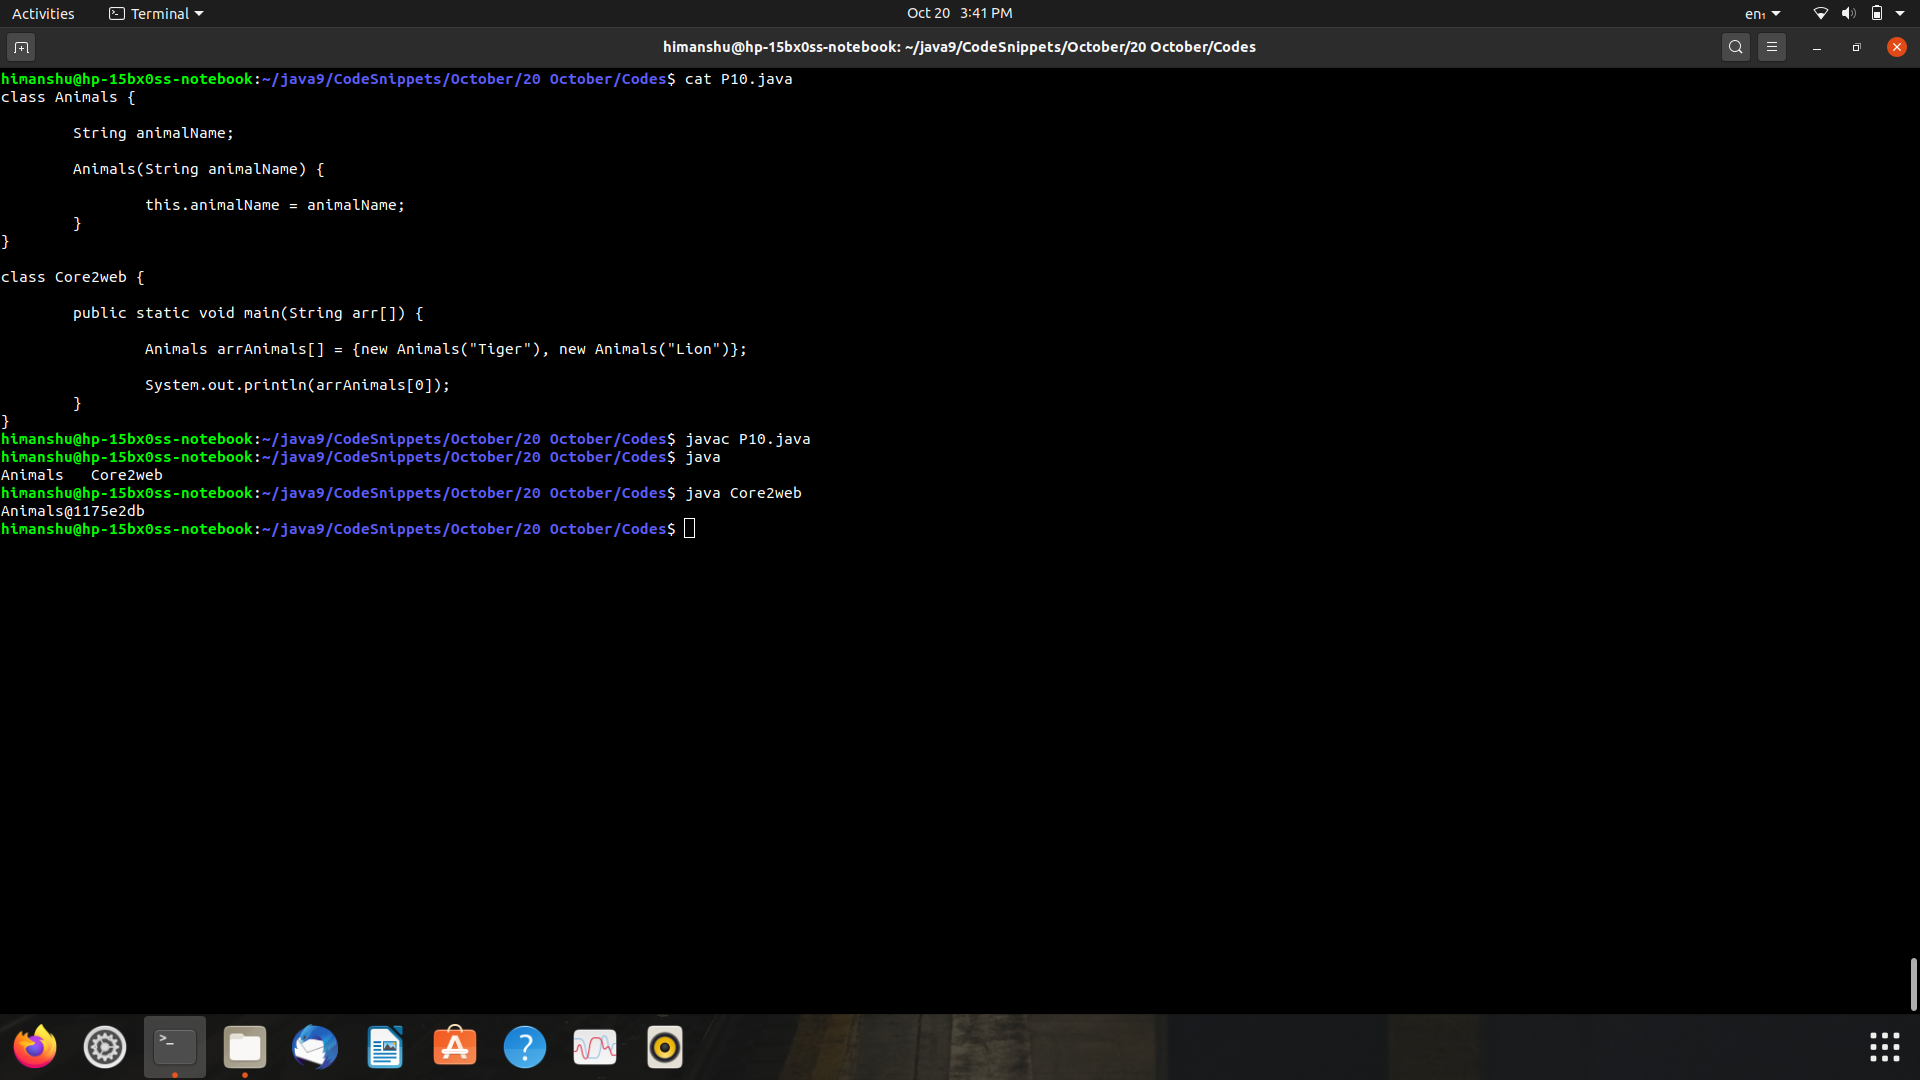 Activities Terminal Oct 20 3:41 PM en₁
himanshu@hp-15bx0ss-notebook: ~/java9/CodeSnippets/October/20 October/Codes
himanshu@hp-15bx0ss-notebook:~/java9/CodeSnippets/October/20 October/Codes$ cat P10.java
class Animals {
String animalName;
Animals(String animalName) {
this.animalName = animalName;
}
}
class Core2web {
public static void main(String arr[]) {
Animals arrAnimals[] = {new Animals("Tiger"), new Animals("Lion")};
System.out.println(arrAnimals[0]);
}
}
himanshu@hp-15bx0ss-notebook:~/java9/CodeSnippets/October/20 October/Codes$ javac P10.java
himanshu@hp-15bx0ss-notebook:~/java9/CodeSnippets/October/20 October/Codes$ java
Animals Core2web
himanshu@hp-15bx0ss-notebook:~/java9/CodeSnippets/October/20 October/Codes$ java Core2web
Animals@1175e2db
himanshu@hp-15bx0ss-notebook:~/java9/CodeSnippets/October/20 October/Codes$